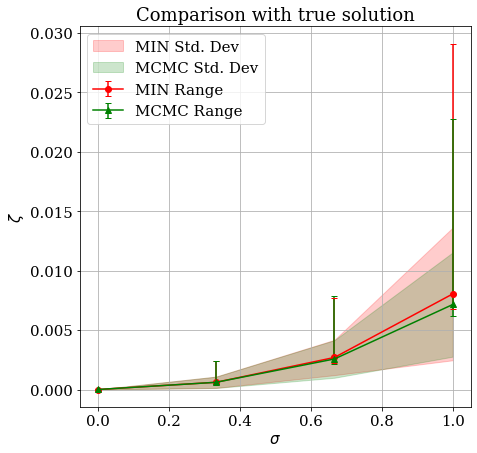 Comparison with true solution
MIN Std. Dev
MCMC Std. Dev
MIN Range
MCMC Range
0.030
0.025
0.020
0.015
0.010
0.005
0.000
ζ
0.0 0.2 0.4 0.6 0.8 1.0
σ